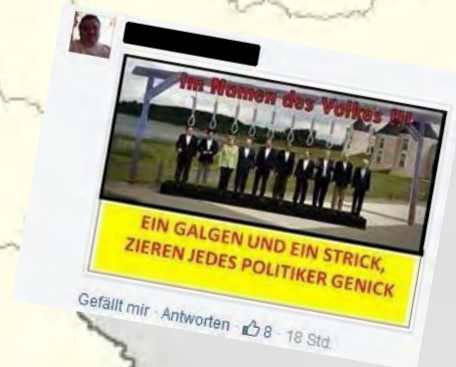 Im Namen des Volkes !!!
EIN GALGEN UND EIN STRICK,
ZIEREN JEDES POLITIKER GENICK
Gefällt mir · Antworten · 8 · 18 Std.